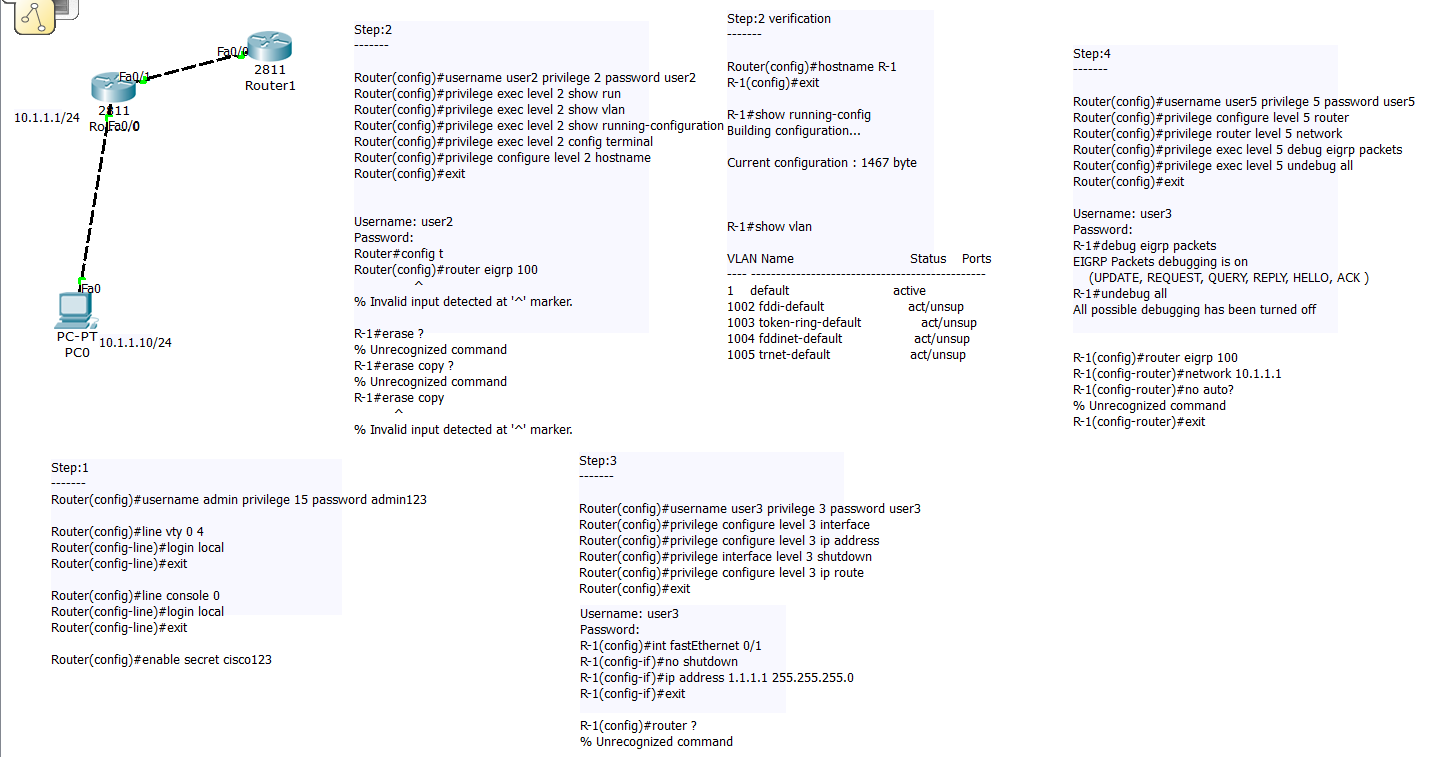 Fa0/0
2811
Router1
Fa0/1
2811
10.1.1.1/24
Fa0/0
Fa0
PC-PT
PC0
10.1.1.10/24
Step:2
-------
Router(config)#username user2 privilege 2 password user2
Router(config)#privilege exec level 2 show run
Router(config)#privilege exec level 2 show vlan
Router(config)#privilege exec level 2 show running-configuration
Router(config)#privilege exec level 2 config terminal
Router(config)#privilege configure level 2 hostname
Router(config)#exit
Username: user2
Password:
Router#config t
Router(config)#router eigrp 100
^
% Invalid input detected at '^' marker.
R-1#erase ?
% Unrecognized command
R-1#erase copy ?
% Unrecognized command
R-1#erase copy
^
% Invalid input detected at '^' marker.
Step:2 verification
-------
Router(config)#hostname R-1
R-1(config)#exit
R-1#show running-config
Building configuration...
Current configuration : 1467 byte
R-1#show vlan
VLAN Name Status Ports
---- -----------------------------------------------
1 default active
1002 fddi-default act/unsup
1003 token-ring-default act/unsup
1004 fddinet-default act/unsup
1005 trnet-default act/unsup
Step:4
-------
Router(config)#username user5 privilege 5 password user5
Router(config)#privilege configure level 5 router
Router(config)#privilege router level 5 network
Router(config)#privilege exec level 5 debug eigrp packets
Router(config)#privilege exec level 5 undebug all
Router(config)#exit
Username: user3
Password:
R-1#debug eigrp packets
EIGRP Packets debugging is on
(UPDATE, REQUEST, QUERY, REPLY, HELLO, ACK )
R-1#undebug all
All possible debugging has been turned off
R-1(config)#router eigrp 100
R-1(config-router)#network 10.1.1.1
R-1(config-router)#no auto?
% Unrecognized command
R-1(config-router)#exit
Step:1
-------
Router(config)#username admin privilege 15 password admin123
Router(config)#line vty 0 4
Router(config-line)#login local
Router(config-line)#exit
Router(config)#line console 0
Router(config-line)#login local
Router(config-line)#exit
Router(config)#enable secret cisco123
Step:3
-------
Router(config)#username user3 privilege 3 password user3
Router(config)#privilege configure level 3 interface
Router(config)#privilege configure level 3 ip address
Router(config)#privilege interface level 3 shutdown
Router(config)#privilege configure level 3 ip route
Router(config)#exit
Username: user3
Password:
R-1(config)#int fastEthernet 0/1
R-1(config-if)#no shutdown
R-1(config-if)#ip address 1.1.1.1 255.255.255.0
R-1(config-if)#exit
R-1(config)#router ?
% Unrecognized command